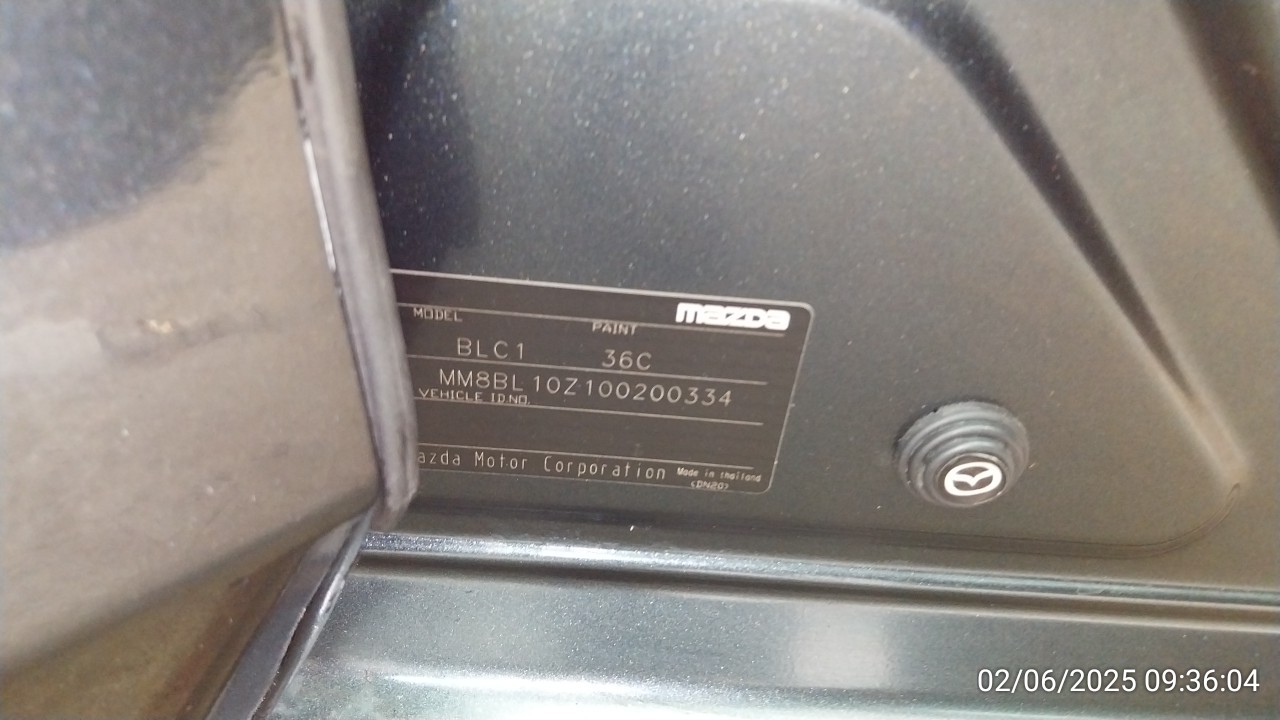 MODEL
PAINT
mazda
BLC1 36C
MM8BL10Z100200334
VEHICLE ID.NO.
azda Motor Corporation
Made in thailand
<DN20>
02/06/2025 09:36:04